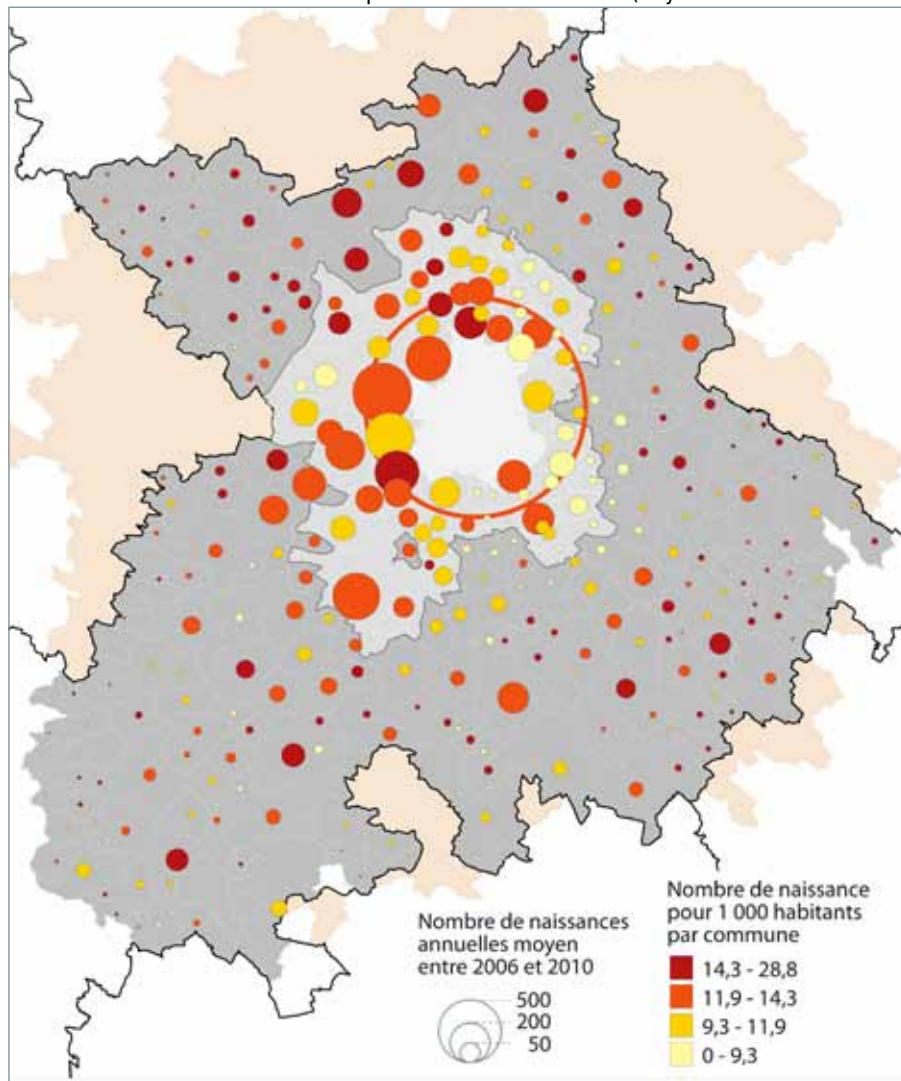 Nombre de naissances
annuelles moyen
entre 2006 et 2010
500
200
50
Nombre de naissance
pour 1 000 habitants
par commune
14,3 - 28,8
11,9 - 14,3
9,3 - 11,9
0 - 9,3